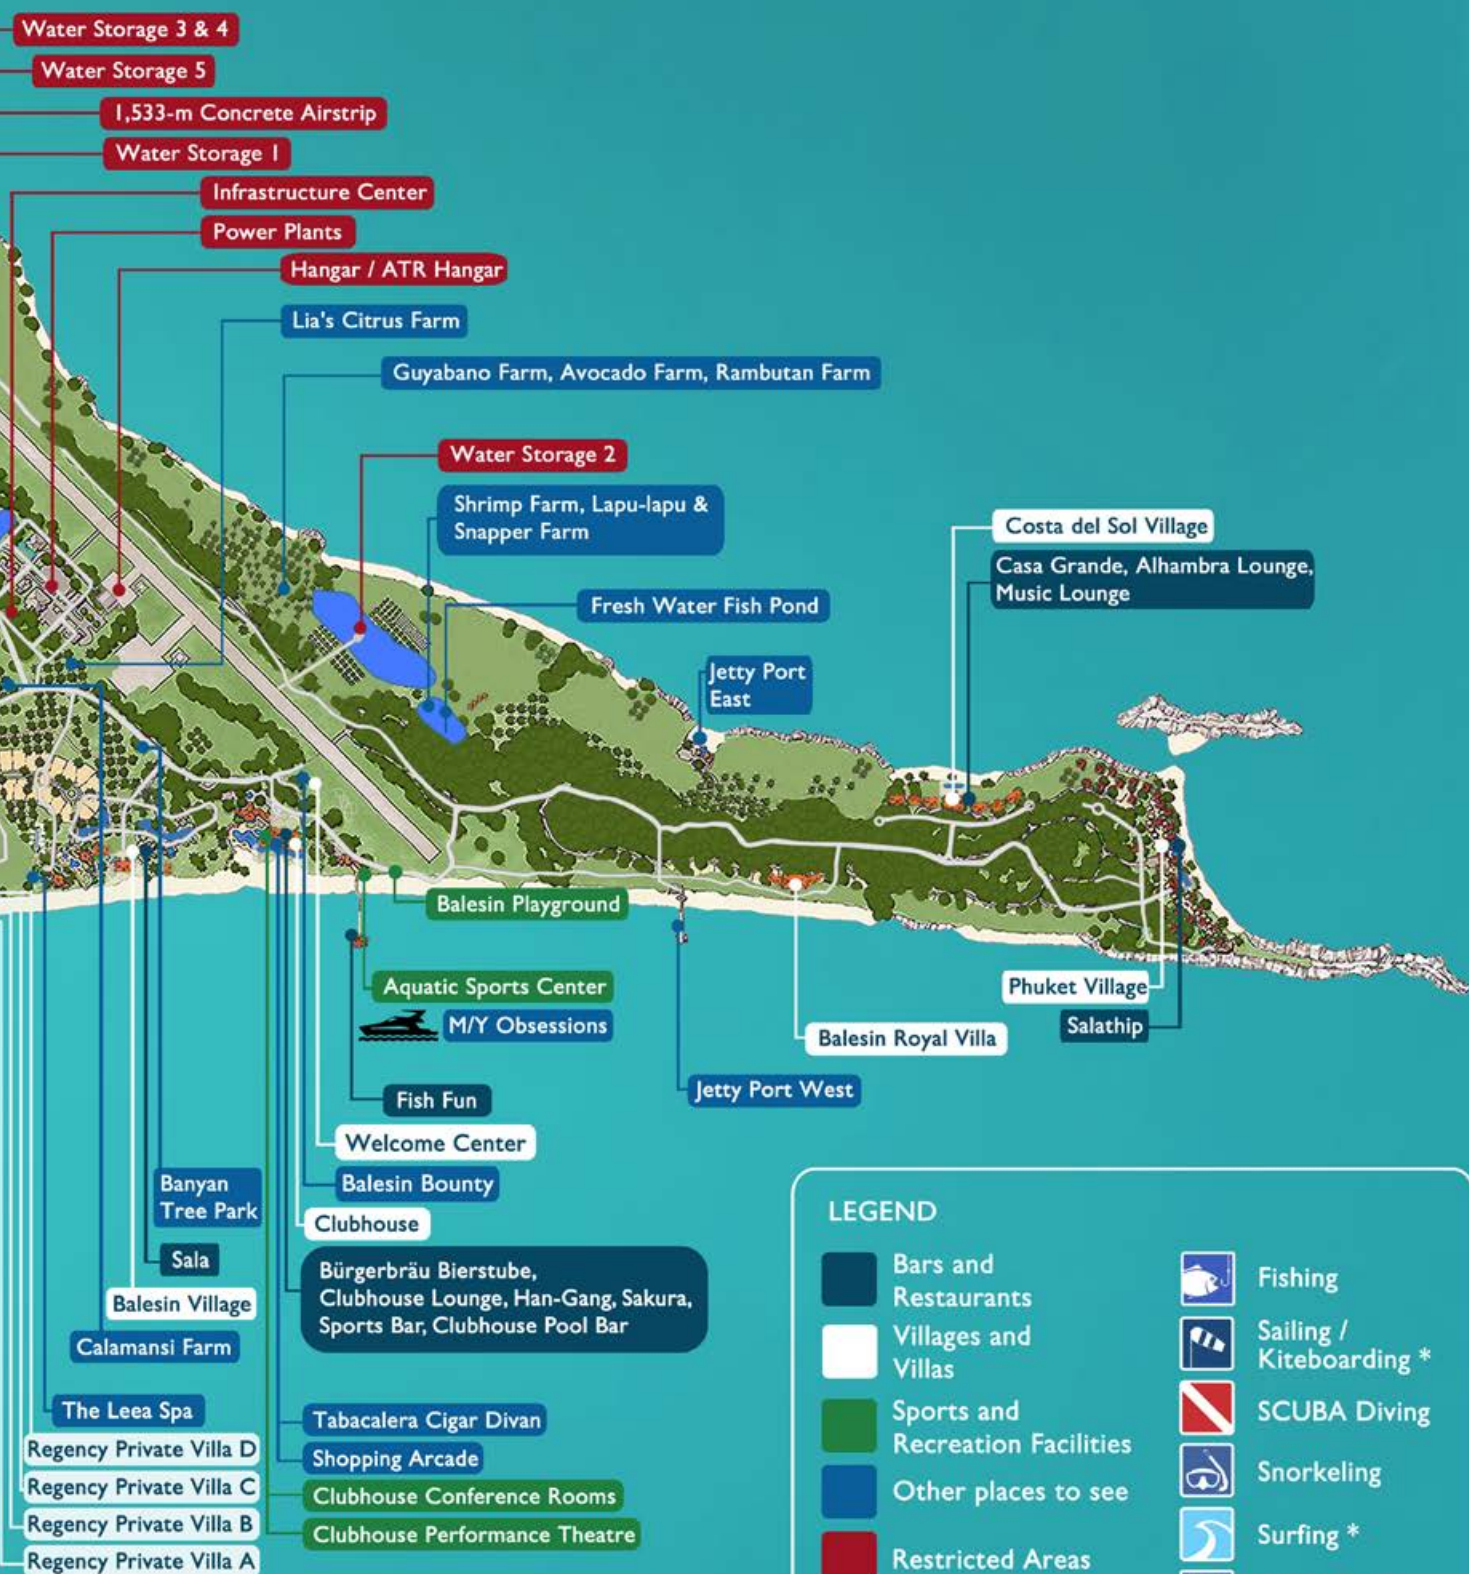 Water Storage 3 & 4
Water Storage 5
1,533-m Concrete Airstrip
Water Storage 1
Infrastructure Center
Power Plants
Hangar / ATR Hangar
Lia's Citrus Farm
Guyabano Farm, Avocado Farm, Rambutan Farm
Water Storage 2
Shrimp Farm, Lapu-lapu &
Snapper Farm
Fresh Water Fish Pond
Jetty Port
East
Costa del Sol Village
Casa Grande, Alhambra Lounge,
Music Lounge
Balesin Playground
Aquatic Sports Center
M/Y Obsessions
Fish Fun
Welcome Center
Balesin Bounty
Clubhouse
Bürgerbräu Bierstube,
Clubhouse Lounge, Han-Gang, Sakura,
Sports Bar, Clubhouse Pool Bar
Phuket Village
Salathip
Balesin Royal Villa
Jetty Port West
Banyan
Tree Park
Sala
Balesin Village
Calamansi Farm
The Leea Spa
Regency Private Villa D
Regency Private Villa C
Regency Private Villa B
Regency Private Villa A
Tabacalera Cigar Divan
Shopping Arcade
Clubhouse Conference Rooms
Clubhouse Performance Theatre
LEGEND
Bars and
Restaurants
Villages and
Villas
Sports and
Recreation Facilities
Other places to see
Restricted Areas
Fishing
Sailing /
Kiteboarding *
SCUBA Diving
Snorkeling
Surfing *